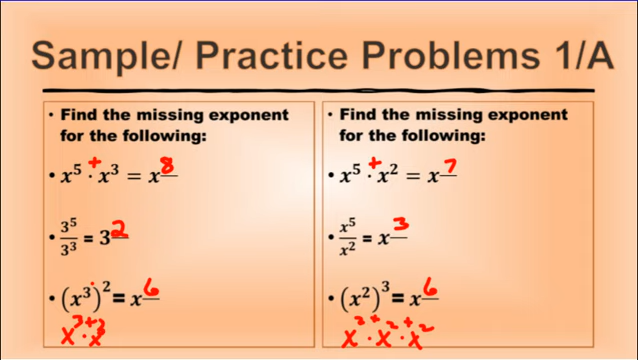 Sample/ Practice Problems 1/A
• Find the missing exponent
for the following:
• x⁵ · x³ = x^8
+
• 3⁵/3³ = 3^2
• (x³)² = x^6
x³⁺³
x · x
• Find the missing exponent
for the following:
• x⁵ · x² = x^7
+
• x⁵/x² = x^3
• (x²)³ = x^6
x² + x² + x²